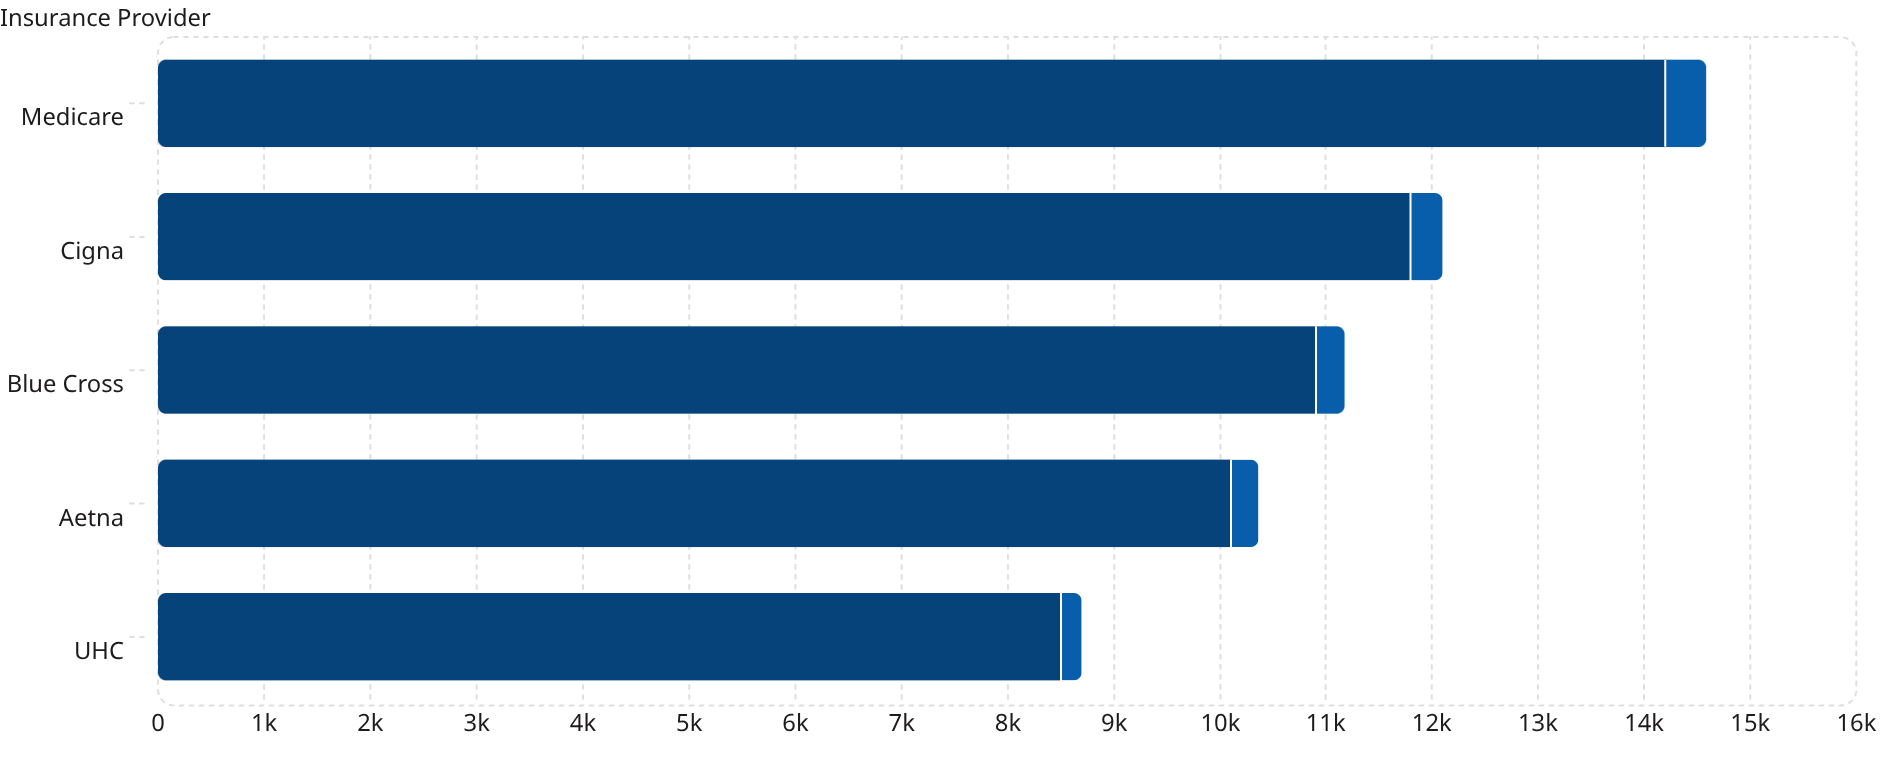 Insurance Provider
Medicare
Cigna
Blue Cross
Aetna
UHC
0 1k 2k 3k 4k 5k 6k 7k 8k 9k 10k 11k 12k 13k 14k 15k 16k